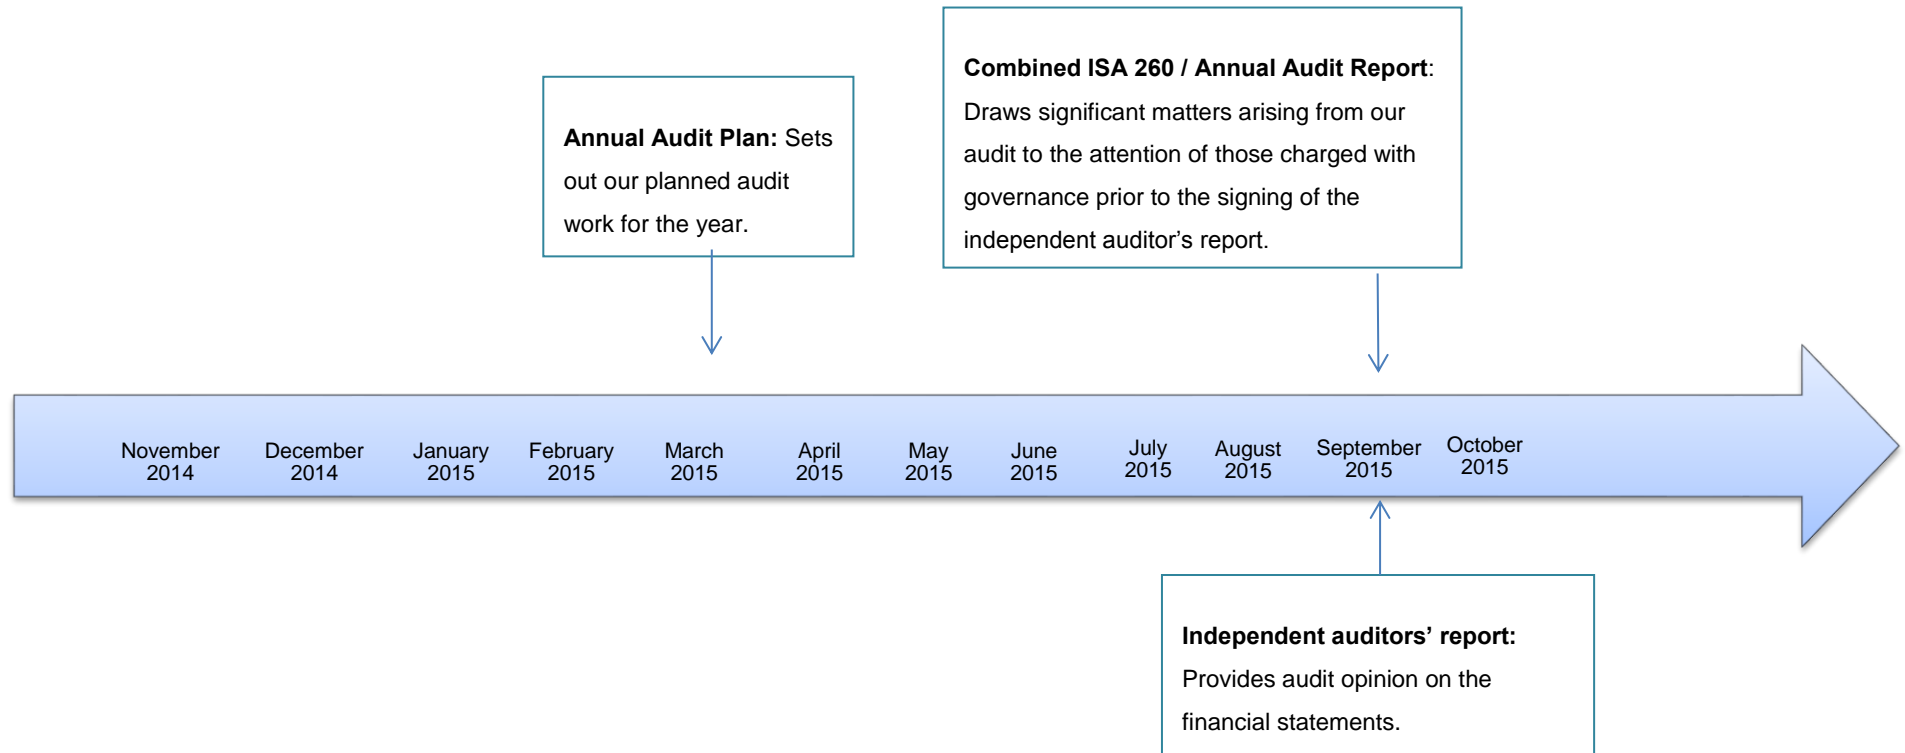 Combined ISA 260 / Annual Audit Report:
Draws significant matters arising from our
audit to the attention of those charged with
governance prior to the signing of the
independent auditor’s report.
Annual Audit Plan: Sets
out our planned audit
work for the year.
November
2014
December
2014
January
2015
February
2015
March
2015
April
2015
May
2015
June
2015
July
2015
August
2015
September
2015
October
2015
Independent auditors’ report:
Provides audit opinion on the
financial statements.